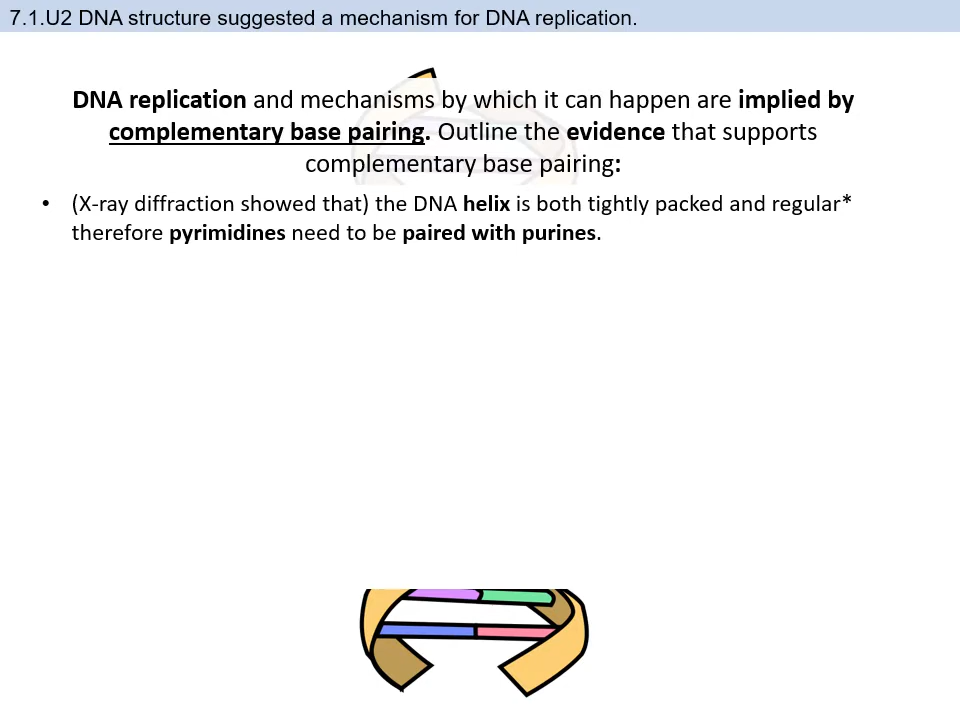 7.1.U2 DNA structure suggested a mechanism for DNA replication.
DNA replication and mechanisms by which it can happen are implied by
complementary base pairing. Outline the evidence that supports
complementary base pairing:
• (X-ray diffraction showed that) the DNA helix is both tightly packed and regular*
therefore pyrimidines need to be paired with purines.